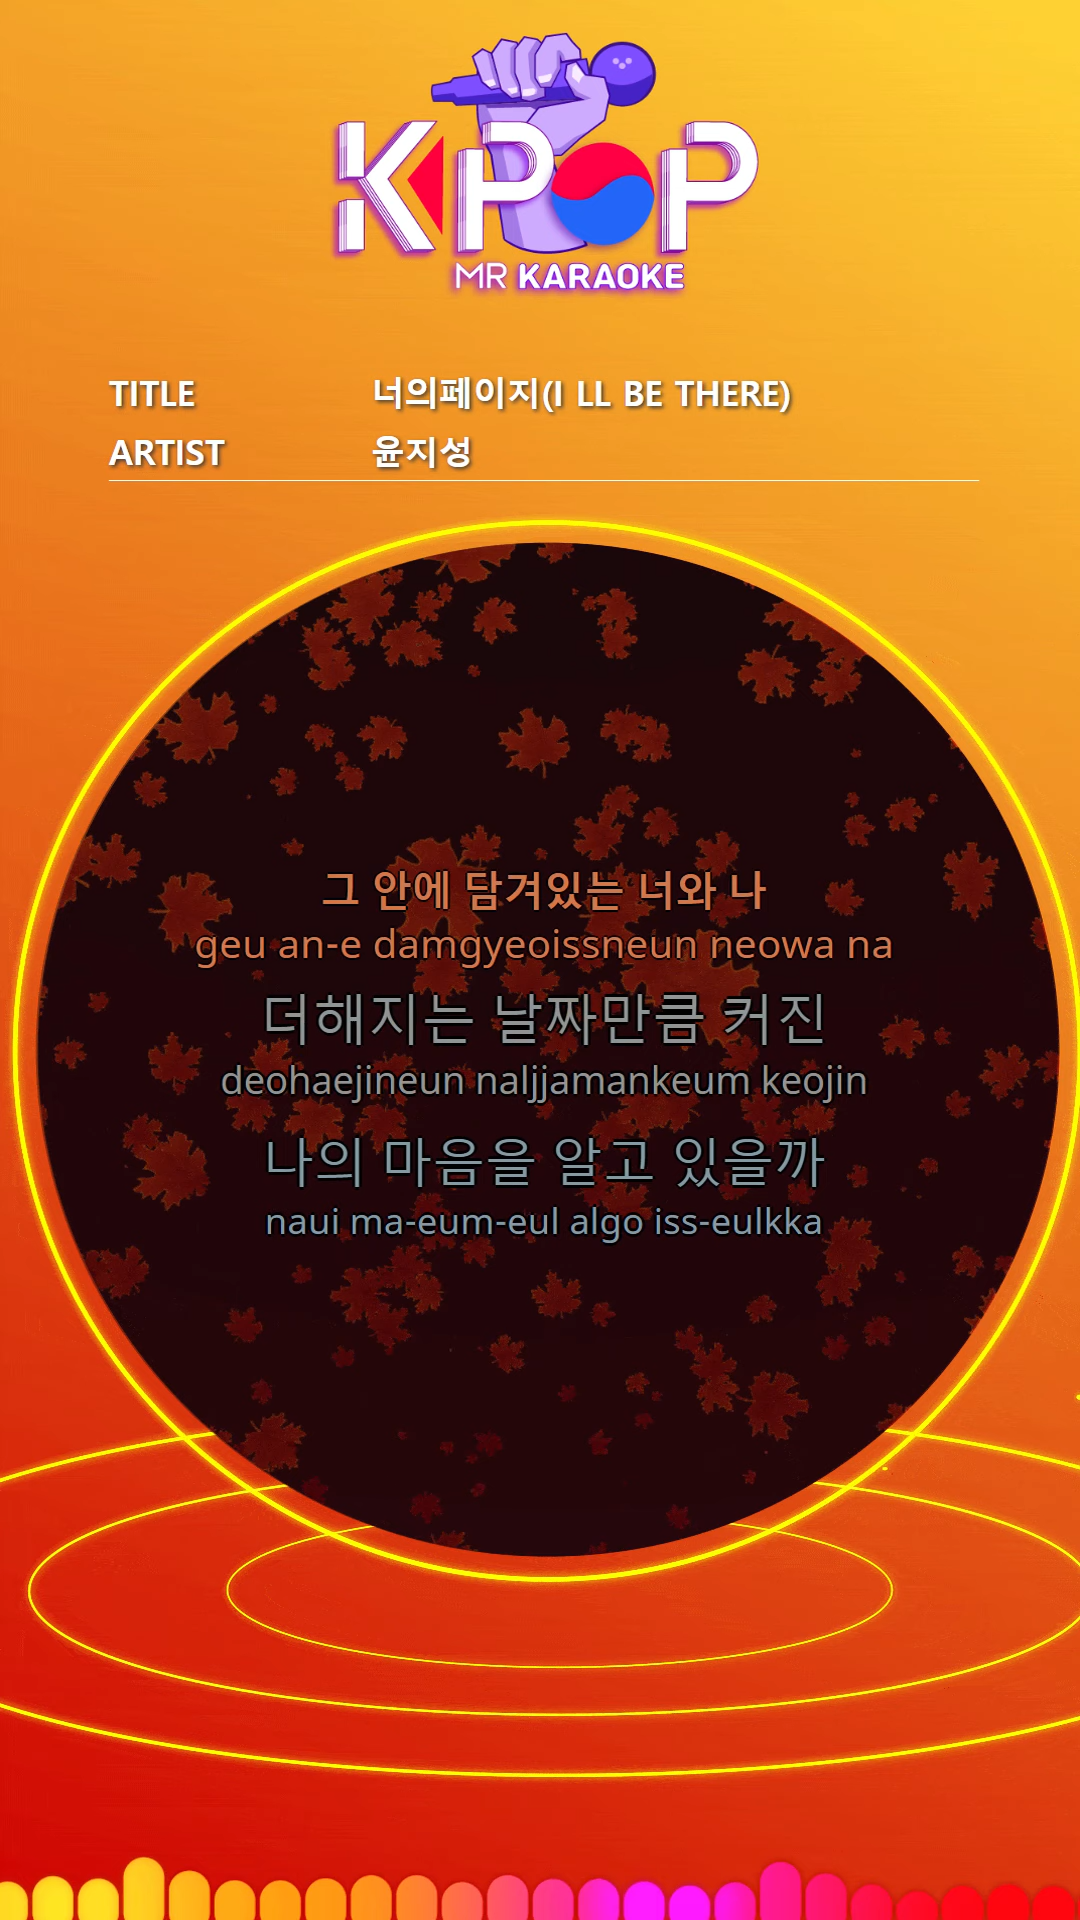 KPOP
MR KARAOKE
TITLE 너의페이지(I LL BE THERE)
ARTIST 윤지성
그 안에 담겨있는 너와 나
geu an-e damgyeoissneun neowa na
더해지는 날짜만큼 커진
deohaejineun naljjamankeum keojin
나의 마음을 알고 있을까
naui ma-eum-eul algo iss-eulkka